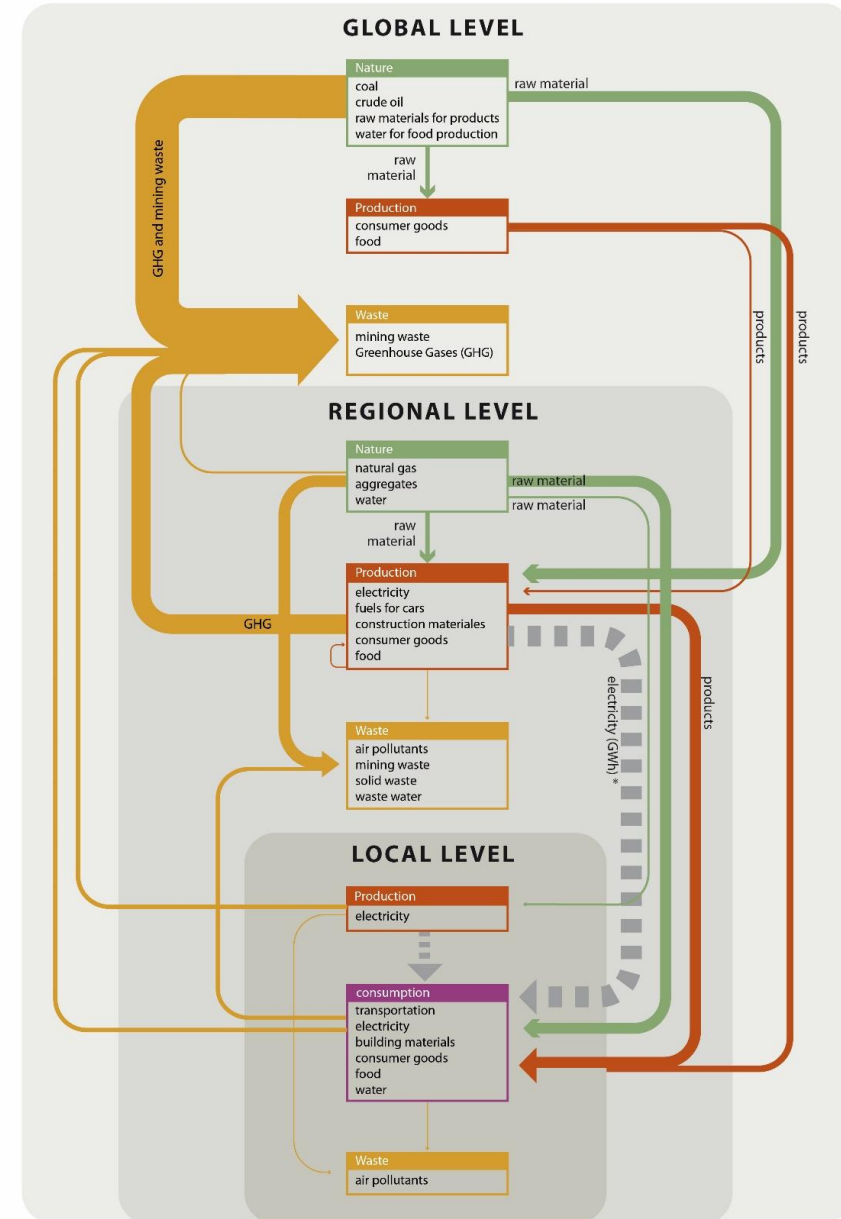 GLOBAL LEVEL
Nature
coal
crude oil
raw materials for products
water for food production
raw material
raw
material
GHG and mining waste
Production
consumer goods
food
products
products
Waste
mining waste
Greenhouse Gases (GHG)
REGIONAL LEVEL
Nature
natural gas
aggregates
water
raw material
raw material
raw
material
Production
electricity
fuels for cars
construction materiales
consumer goods
food
GHG
electricity (GWh) *
products
Waste
air pollutants
mining waste
solid waste
waste water
LOCAL LEVEL
Production
electricity
consumption
transportation
electricity
building materials
consumer goods
food
water
Waste
air pollutants